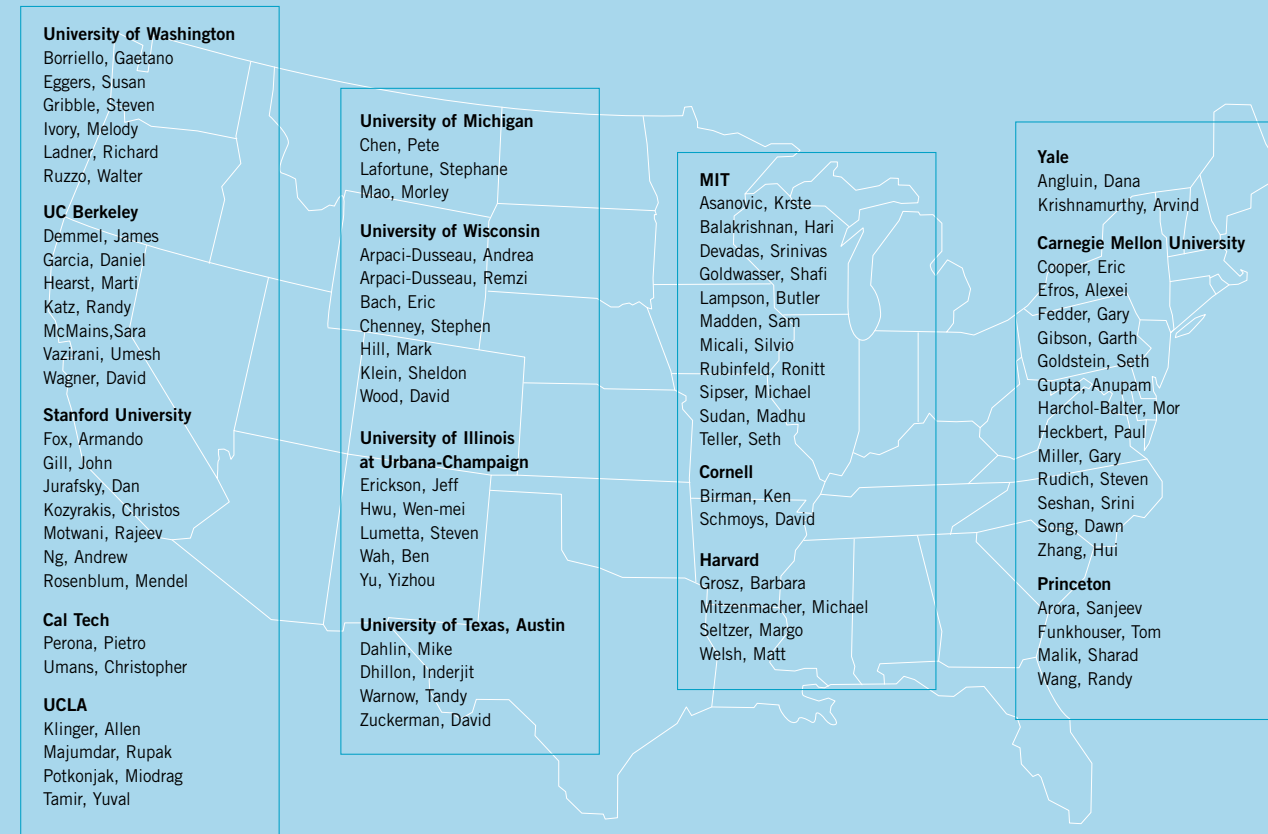 University of Washington
Borriello, Gaetano
Eggers, Susan
Gribble, Steven
Ivory, Melody
Ladner, Richard
Ruzzo, Walter
UC Berkeley
Demmel, James
Garcia, Daniel
Hearst, Marti
Katz, Randy
McMains,Sara
Vazirani, Umesh
Wagner, David
Stanford University
Fox, Armando
Gill, John
Jurafsky, Dan
Kozyrakis, Christos
Motwani, Rajeev
Ng, Andrew
Rosenblum, Mendel
Cal Tech
Perona, Pietro
Umans, Christopher
UCLA
Klinger, Allen
Majumdar, Rupak
Potkonjak, Miodrag
Tamir, Yuval
University of Michigan
Chen, Pete
Lafortune, Stephane
Mao, Morley
University of Wisconsin
Arpaci-Dusseau, Andrea
Arpaci-Dusseau, Remzi
Bach, Eric
Chenney, Stephen
Hill, Mark
Klein, Sheldon
Wood, David
University of Illinois
at Urbana-Champaign
Erickson, Jeff
Hwu, Wen-mei
Lumetta, Steven
Wah, Ben
Yu, Yizhou
University of Texas, Austin
Dahlin, Mike
Dhillon, Inderjit
Warnow, Tandy
Zuckerman, David
MIT
Asanovic, Krste
Balakrishnan, Hari
Devadas, Srinivas
Goldwasser, Shafi
Lampson, Butler
Madden, Sam
Micali, Silvio
Rubinfeld, Ronitt
Sipser, Michael
Sudan, Madhu
Teller, Seth
Cornell
Birman, Ken
Schmoys, David
Harvard
Grosz, Barbara
Mitzenmacher, Michael
Seltzer, Margo
Welsh, Matt
Yale
Angluin, Dana
Krishnamurthy, Arvind
Carnegie Mellon University
Cooper, Eric
Efros, Alexei
Fedder, Gary
Gibson, Garth
Goldstein, Seth
Gupta, Anupam
Harchol-Balter, Mor
Heckbert, Paul
Miller, Gary
Rudich, Steven
Seshan, Srini
Song, Dawn
Zhang, Hui
Princeton
Arora, Sanjeev
Funkhouser, Tom
Malik, Sharad
Wang, Randy